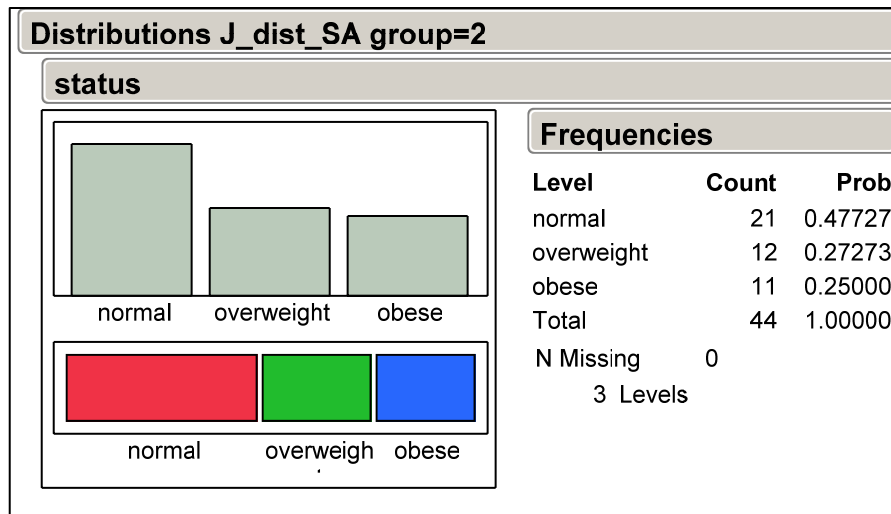 Distributions J_dist_SA group=2
status
normal overweight obese
normal overweigh obese
Frequencies
Level Count Prob
normal 21 0.47727
overweight 12 0.27273
obese 11 0.25000
Total 44 1.00000
N Missing 0
3 Levels